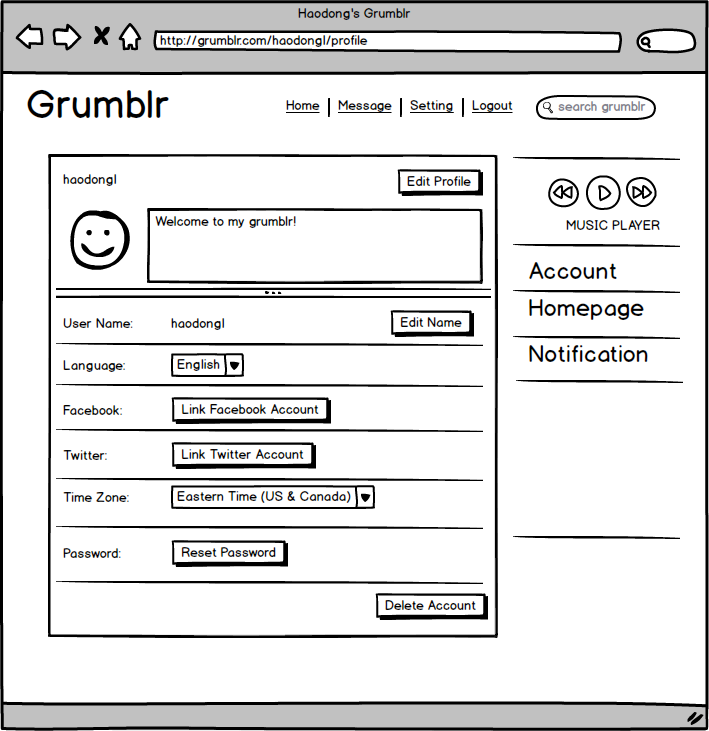 Haodong's Grumblr
http://grumblr.com/haodongl/profile
Grumblr
Home Message Setting Logout
search grumblr
haodongl
Edit Profile
Welcome to my grumblr!
MUSIC PLAYER
Account
Homepage
Notification
User Name: haodongl
Edit Name
Language: English
Facebook: Link Facebook Account
Twitter: Link Twitter Account
Time Zone: Eastern Time (US & Canada)
Password: Reset Password
Delete Account